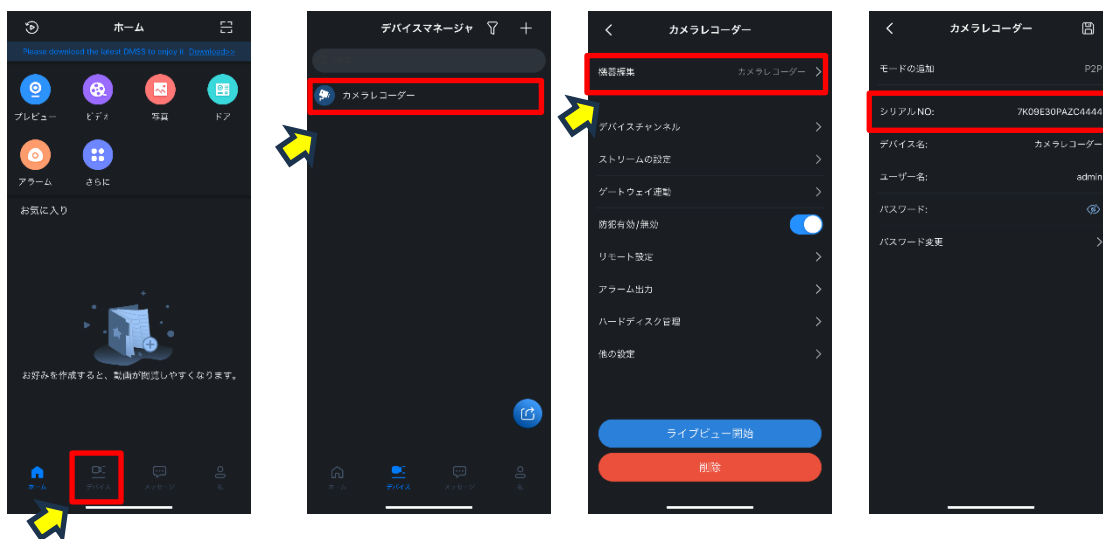 ホーム
Please download the latest DMSS to enjoy it Download>>
プレビュー
ビデオ
写真
ドア
アラーム
さらに
お気に入り
お好みを作成すると、動画が閲覧しやすくなります。
ホーム
デバイス
メッセージ
私
デバイスマネージャ
カメラレコーダー
ホーム
デバイス
メッセージ
私
カメラレコーダー
機器編集
カメラレコーダー
デバイスチャンネル
ストリームの設定
ゲートウェイ連動
防犯有効/無効
リモート設定
アラーム出力
ハードディスク管理
他の設定
ライブビュー開始
削除
カメラレコーダー
モードの追加
P2P
シリアルNO:
7K09E30PAZC4444
デバイス名:
カメラレコーダー
ユーザー名:
admin
パスワード:
パスワード変更